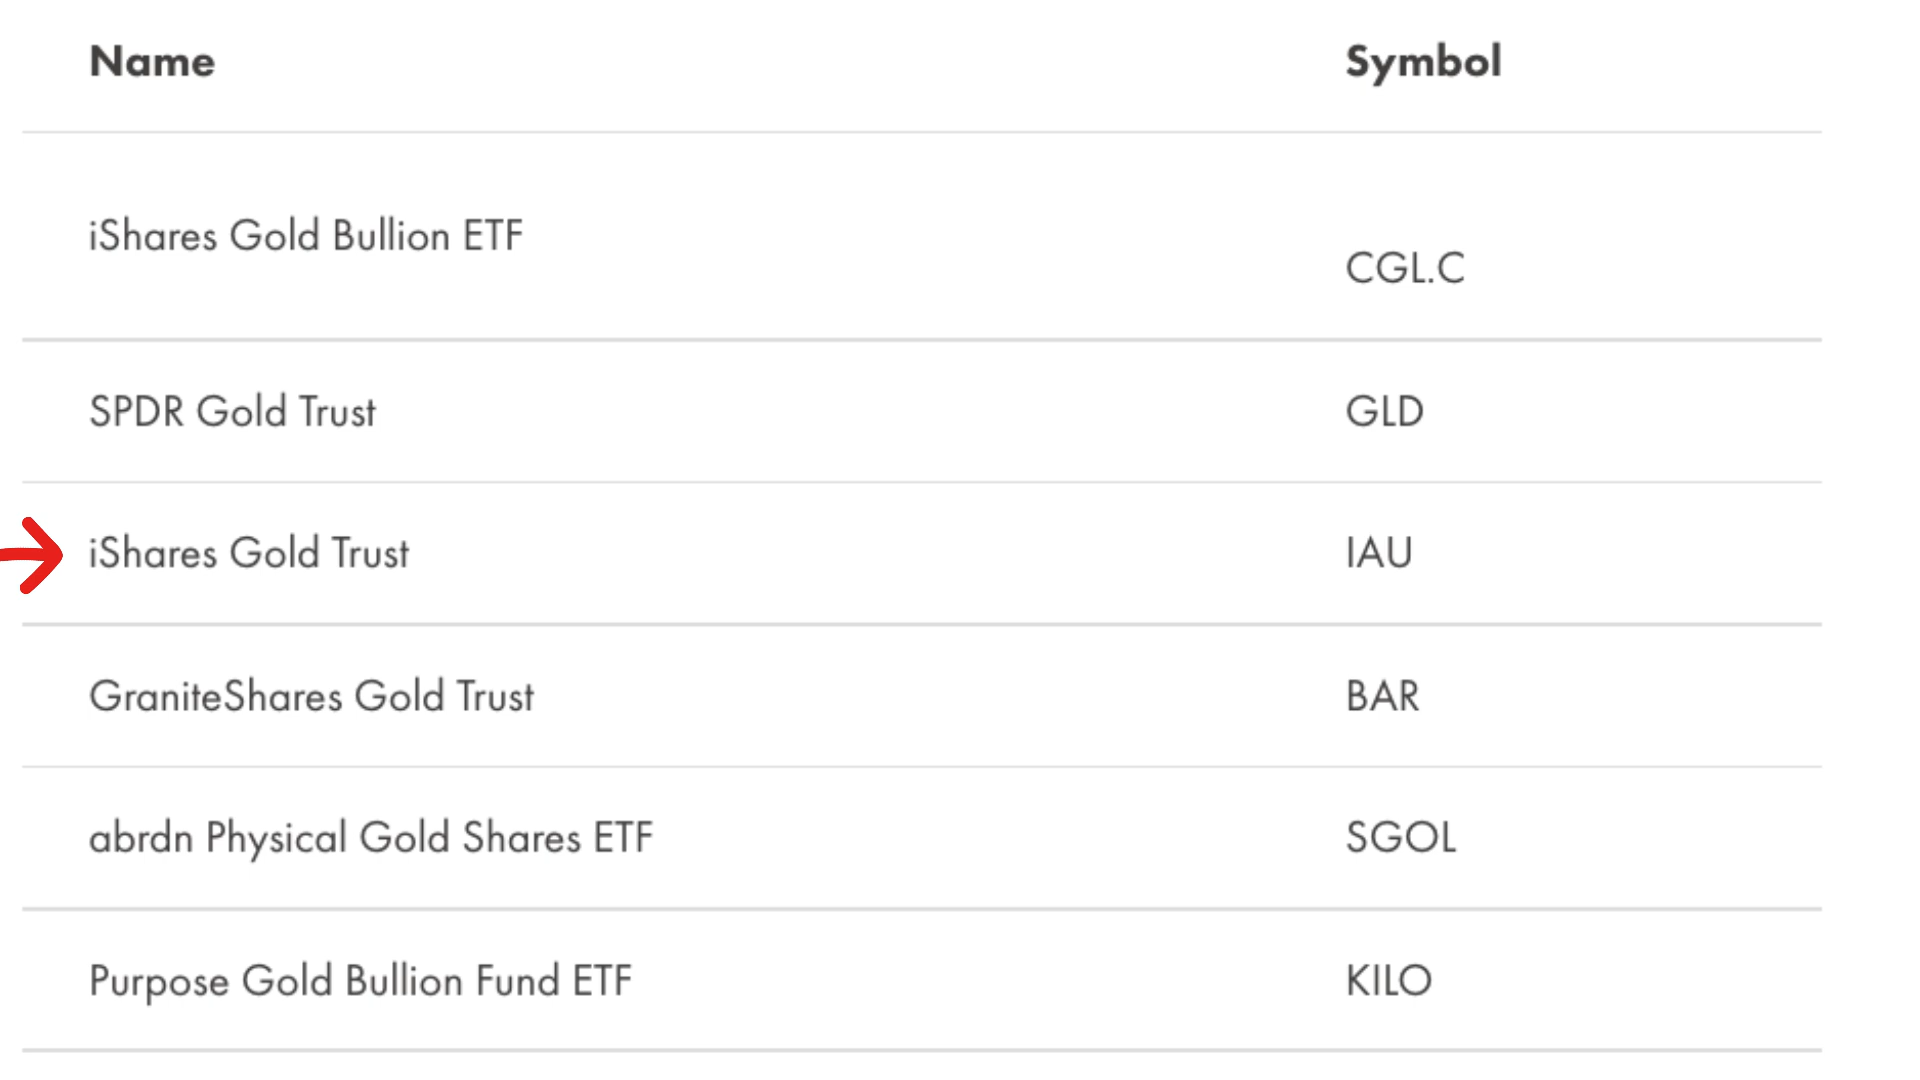 Name Symbol
iShares Gold Bullion ETF
CGL.C
SPDR Gold Trust GLD
iShares Gold Trust IAU
GraniteShares Gold Trust BAR
abrdn Physical Gold Shares ETF SGOL
Purpose Gold Bullion Fund ETF KILO